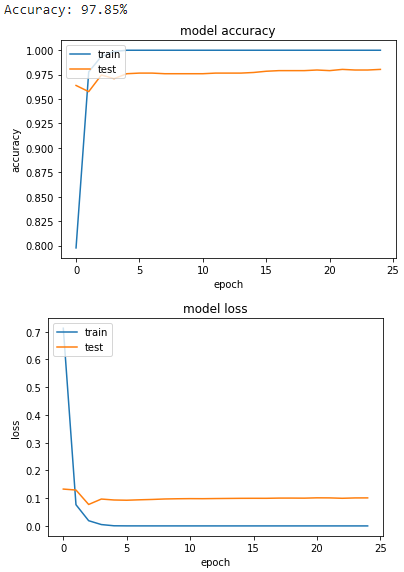 Accuracy: 97.85%
model accuracy
train
test
1.000
0.975
0.950
0.925
0.900
0.875
0.850
0.825
0.800
accuracy
0 5 10 15 20 25
epoch
model loss
train
test
0.7
0.6
0.5
0.4
0.3
0.2
0.1
0.0
loss
0 5 10 15 20 25
epoch